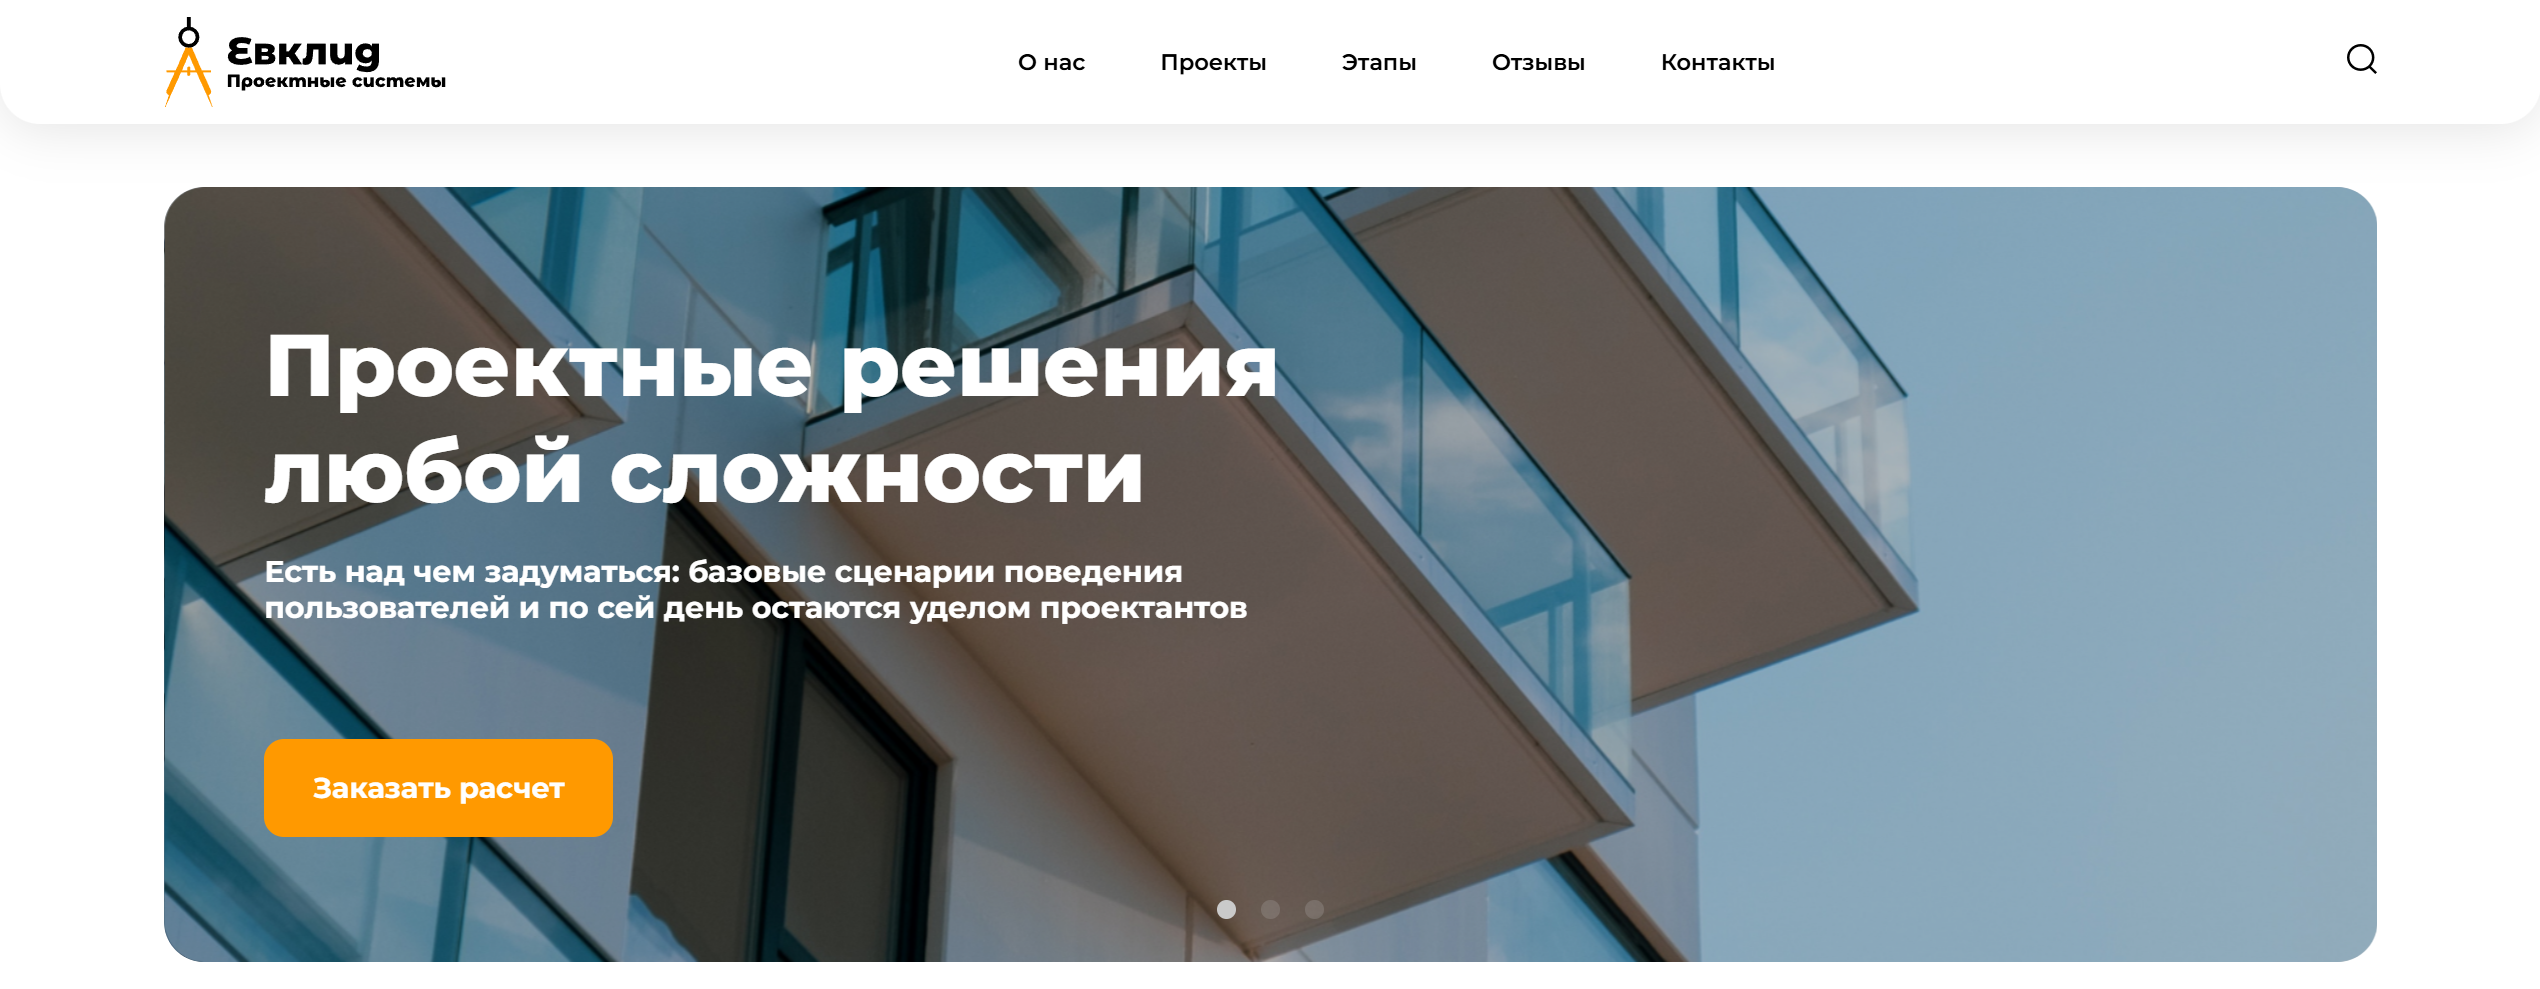 Евклид
Проектные системы
О нас
Проекты
Этапы
Отзывы
Контакты
Проектные решения
любой сложности
Есть над чем задуматься: базовые сценарии поведения
пользователей и по сей день остаются уделом проектантов
Заказать расчет